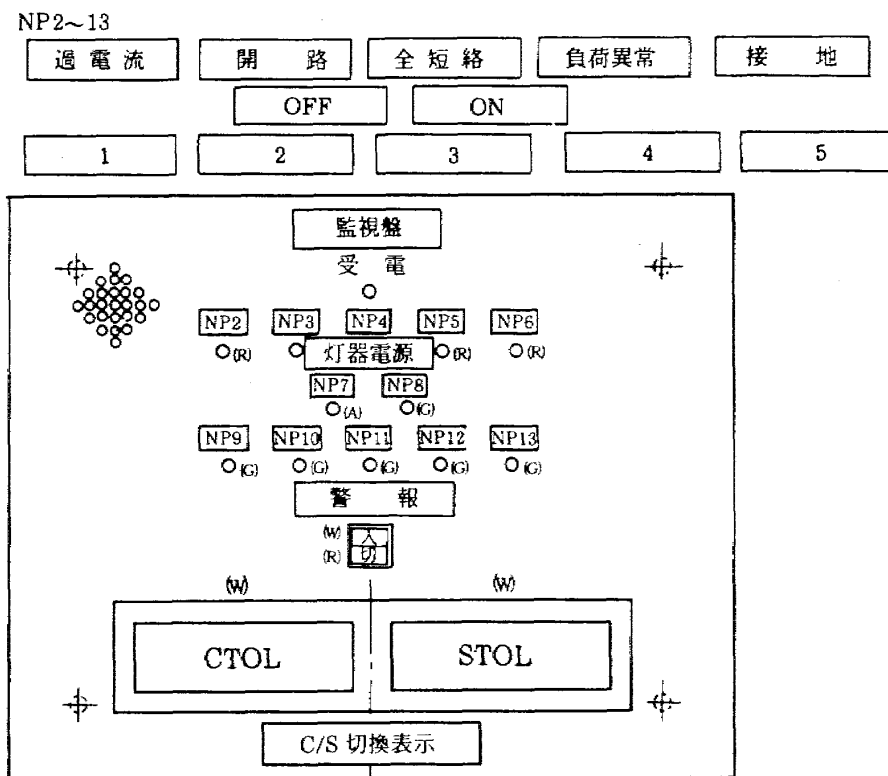 NP2~13
過電流 開路 全短絡 負荷異常 接地
OFF ON
1 2 3 4 5
監視盤
受電
NP2 NP3 NP4 NP5 NP6
(R) 灯器電源 (R) (R)
NP7 NP8
(A) (G)
NP9 NP10 NP11 NP12 NP13
(G) (G) (G) (G) (G)
警報
(W) 入
(R) 切
(W) (W)
CTOL STOL
C/S 切換表示